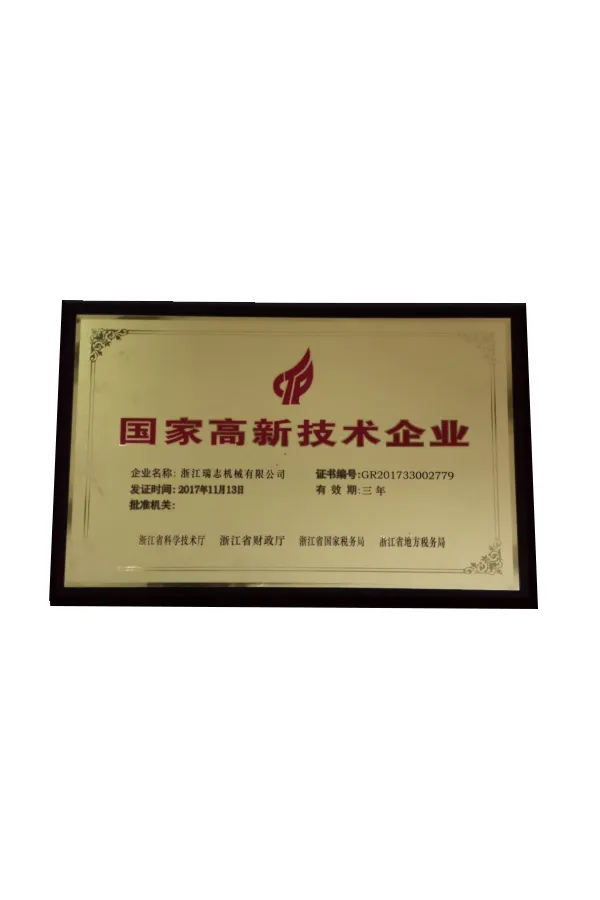 国家高新技术企业
企业名称: 浙江瑞志机械有限公司 证书编号:GR201733002779
发证时间: 2017年11月13日 有 效 期:三 年
批准机关:
浙江省科学技术厅 浙江省财政厅 浙江省国家税务局 浙江省地方税务局